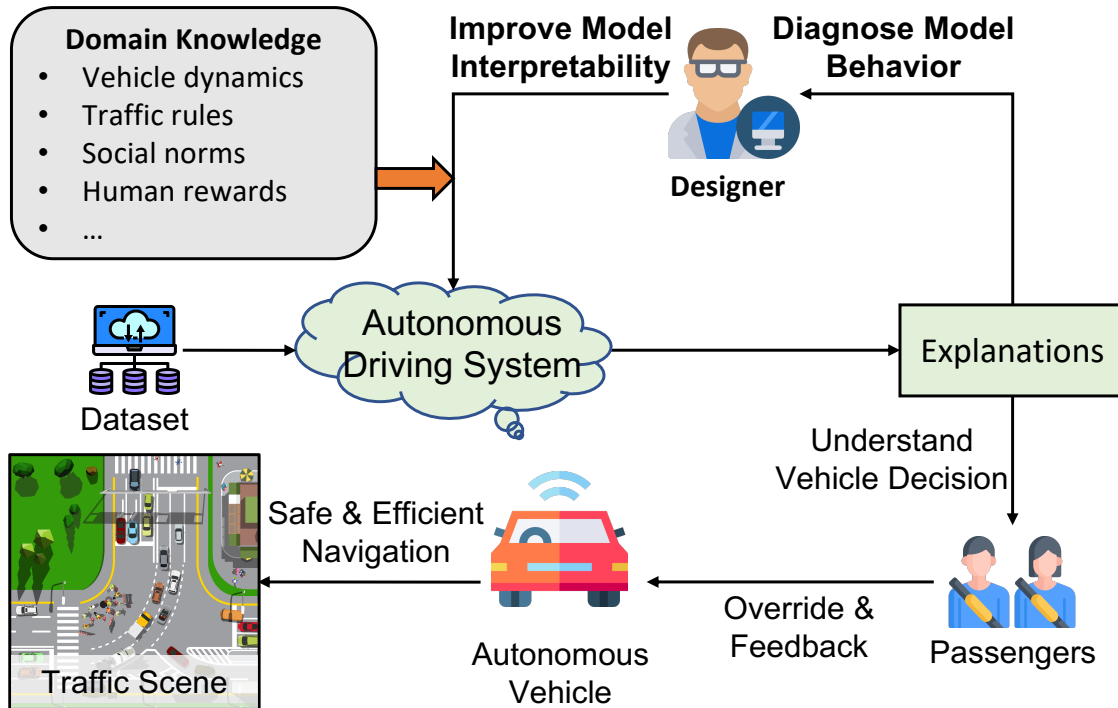 Domain Knowledge
• Vehicle dynamics
• Traffic rules
• Social norms
• Human rewards
• ...
Improve Model
Interpretability
Diagnose Model
Behavior
Designer
Dataset
Autonomous
Driving System
Explanations
Understand
Vehicle Decision
Passengers
Override &
Feedback
Autonomous
Vehicle
Safe & Efficient
Navigation
Traffic Scene